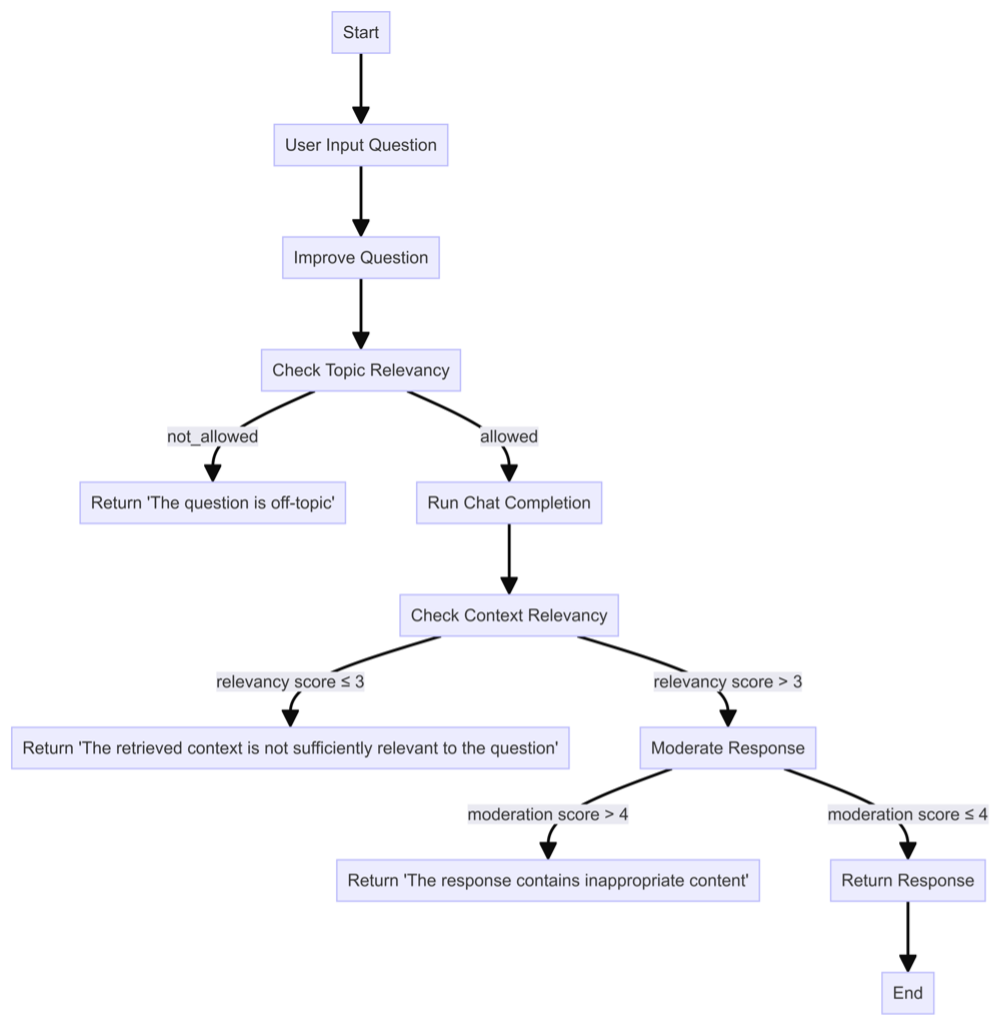 Start
User Input Question
Improve Question
Check Topic Relevancy
not_allowed
allowed
Return 'The question is off-topic'
Run Chat Completion
Check Context Relevancy
relevancy score ≤ 3
relevancy score > 3
Return 'The retrieved context is not sufficiently relevant to the question'
Moderate Response
moderation score > 4
moderation score ≤ 4
Return 'The response contains inappropriate content'
Return Response
End